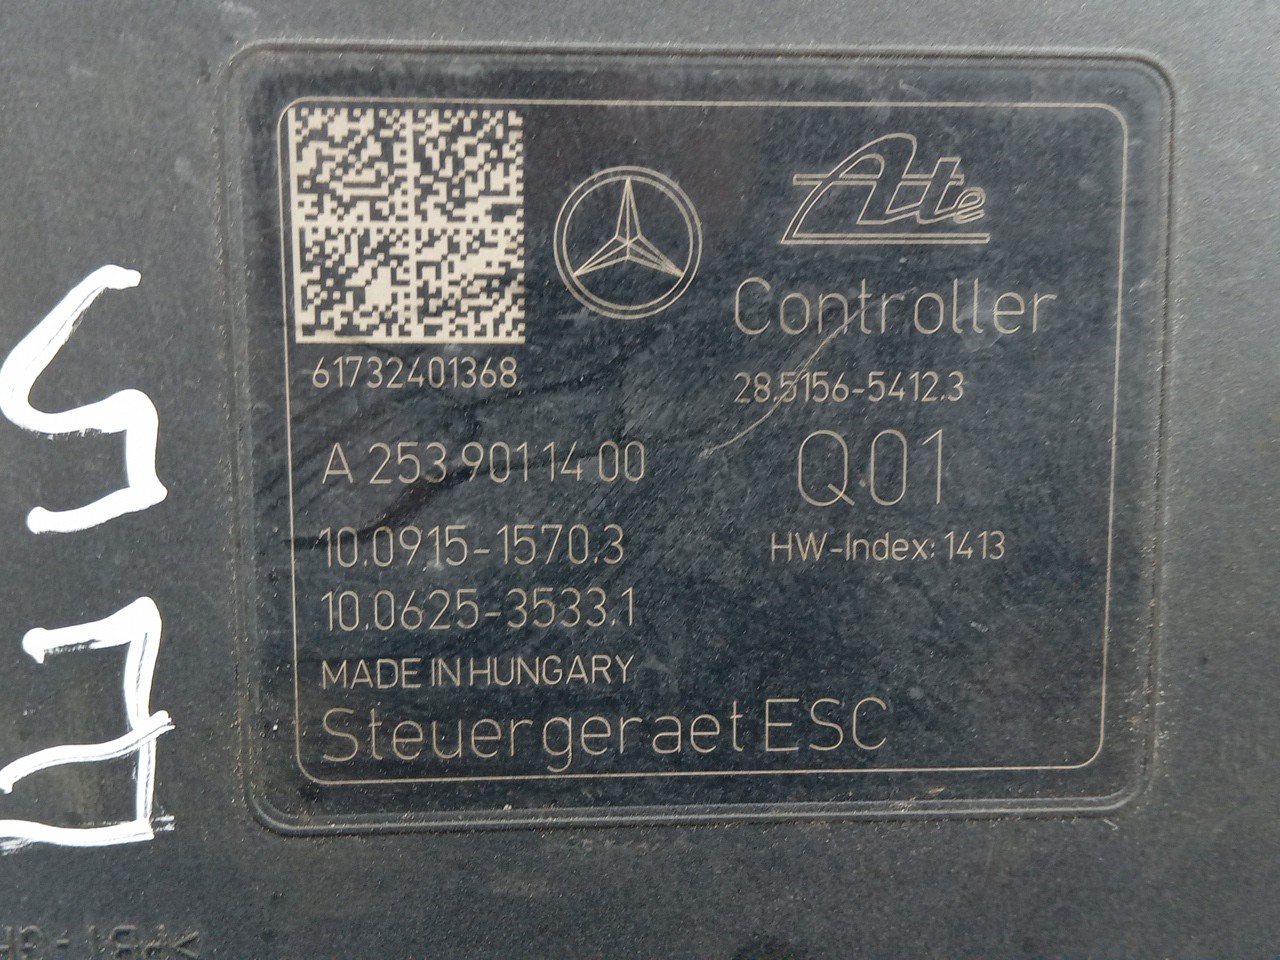 Ate
Controller
61732401368
28.5156-5412.3
A 253 901 14 00
Q01
10.0915-1570.3
HW-Index: 1413
10.0625-3533.1
MADE IN HUNGARY
Steuergeraet ESC